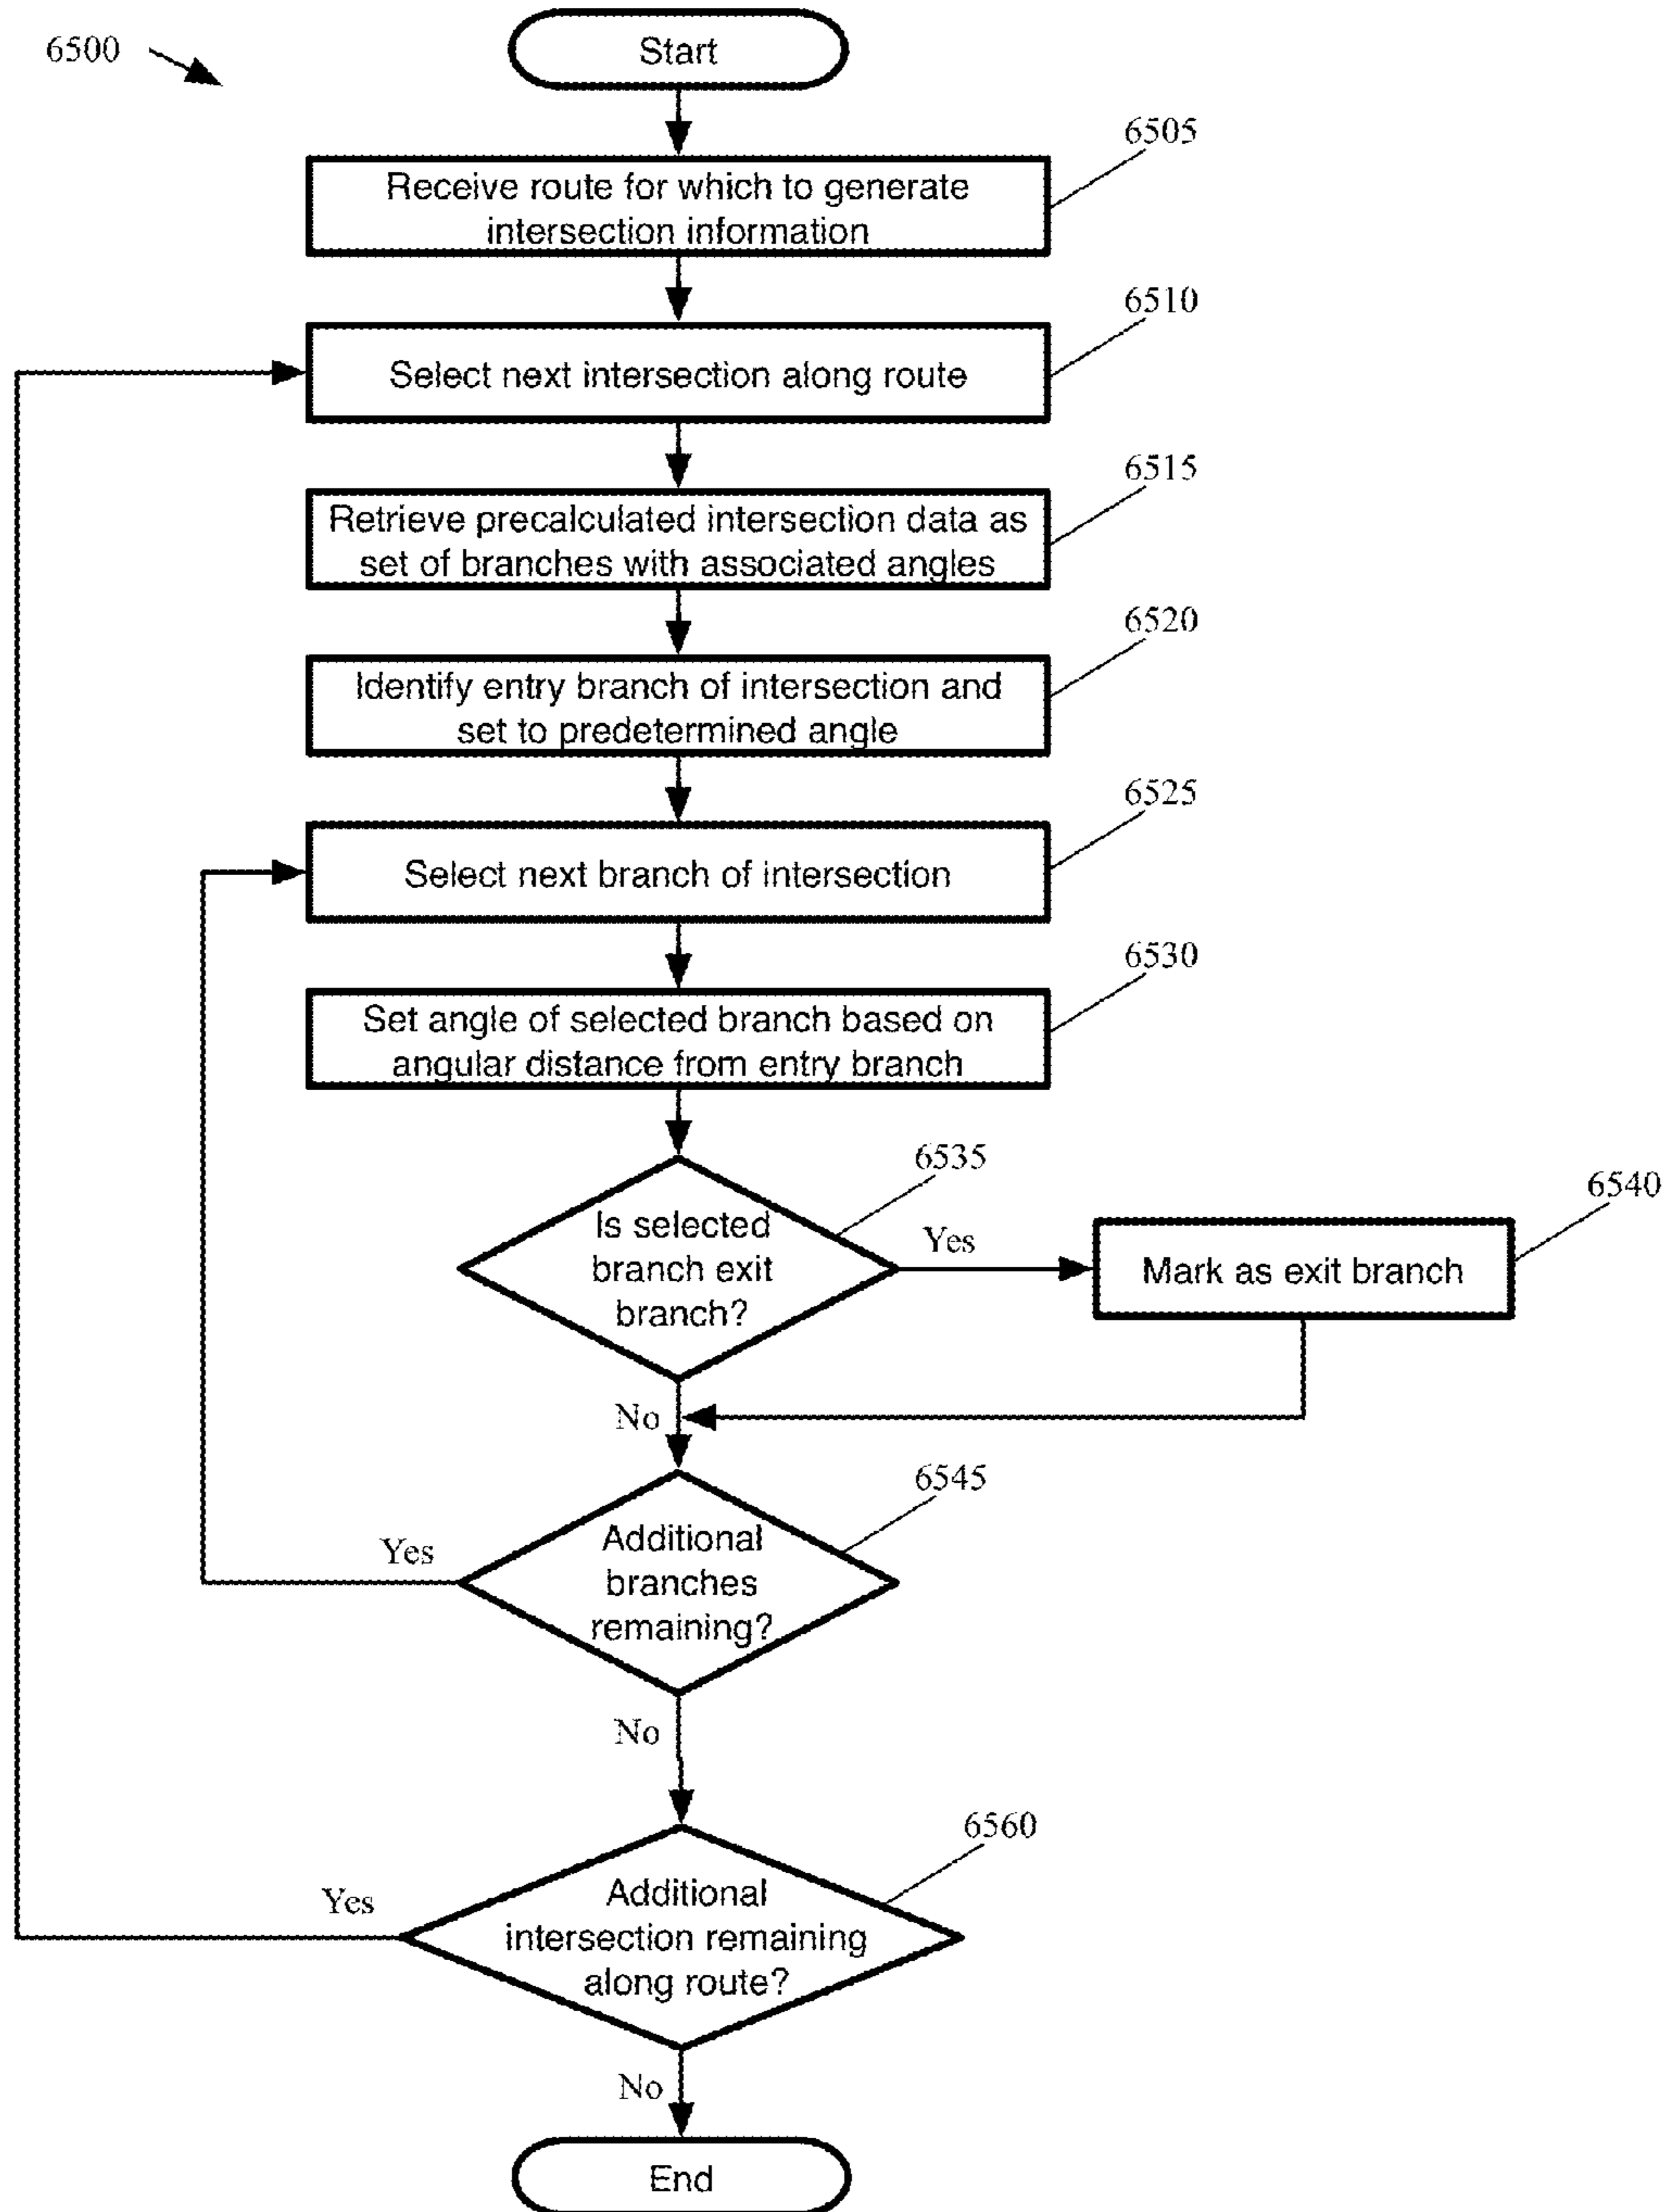 6500
Start
6505
Receive route for which to generate
intersection information
6510
Select next intersection along route
6515
Retrieve precalculated intersection data as
set of branches with associated angles
6520
Identify entry branch of intersection and
set to predetermined angle
6525
Select next branch of intersection
6530
Set angle of selected branch based on
angular distance from entry branch
6535
Is selected
branch exit
branch?
Yes
6540
Mark as exit branch
No
6545
Additional
branches
remaining?
Yes
No
6560
Additional
intersection remaining
along route?
Yes
No
End